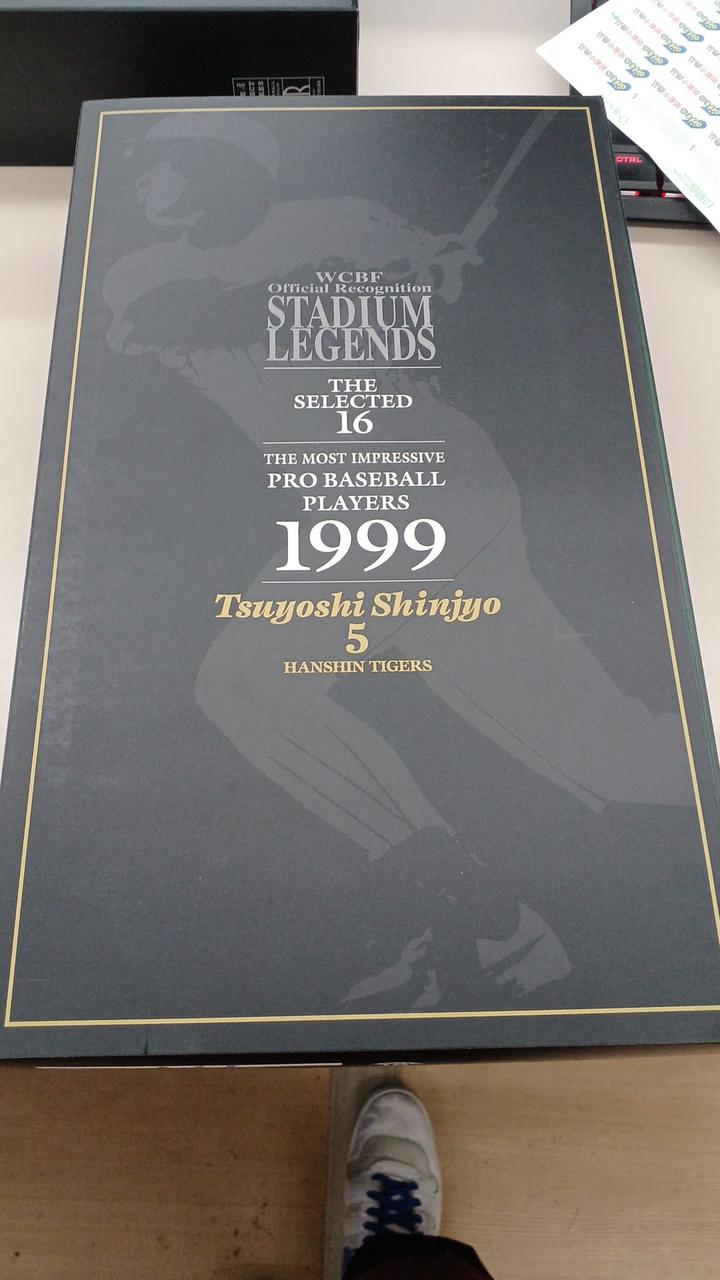 WCBF
Official Recognition
STADIUM
LEGENDS
THE
SELECTED
16
THE MOST IMPRESSIVE
PRO BASEBALL
PLAYERS
1999
Tsuyoshi Shinjyo
5
HANSHIN TIGERS
CTRL